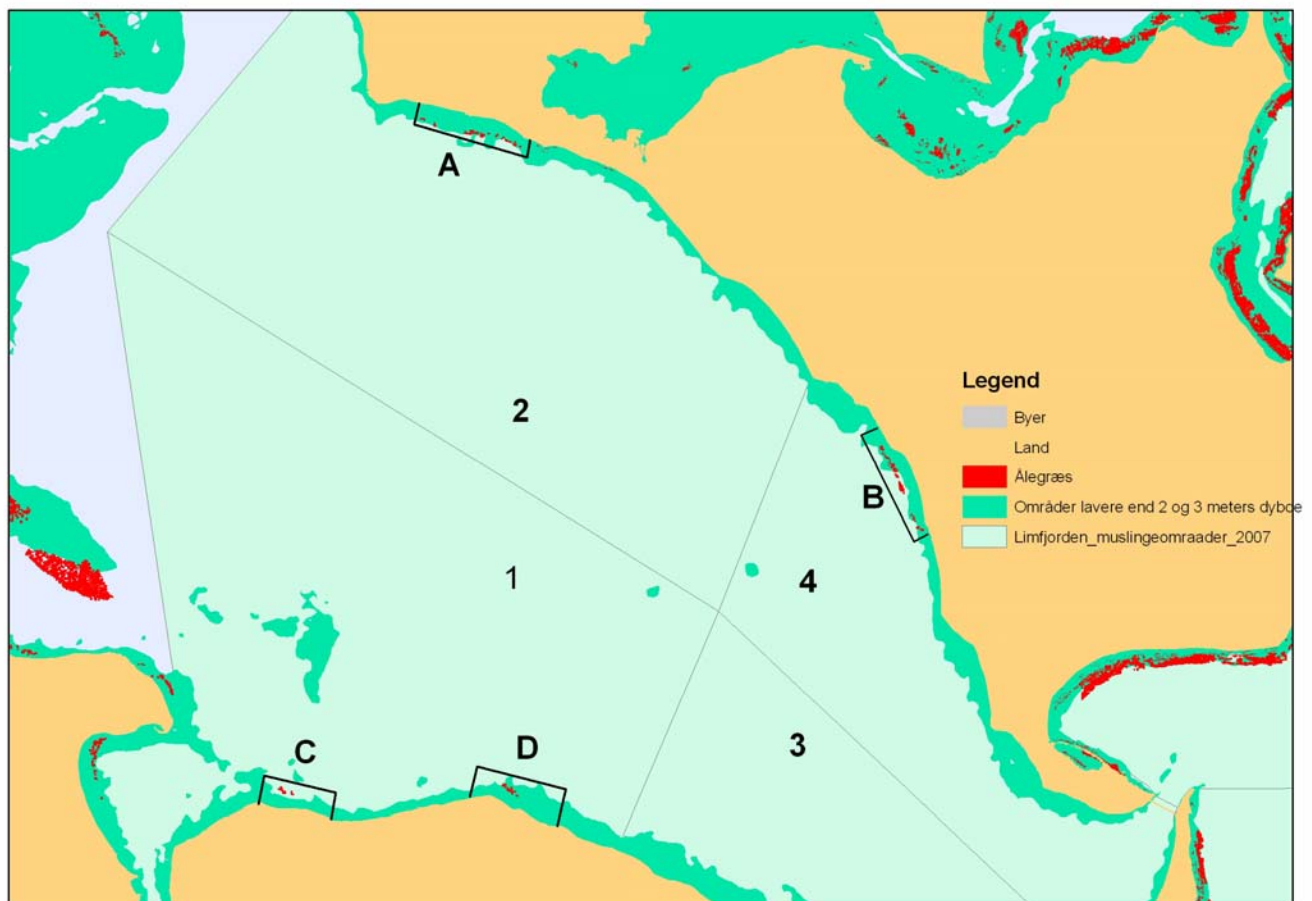 A
2
Legend
Byer
Land
Ålegræs
Områder lavere end 2 og 3 meters dybde
Limfjorden_muslingeomraader_2007
B
1
4
C
D
3